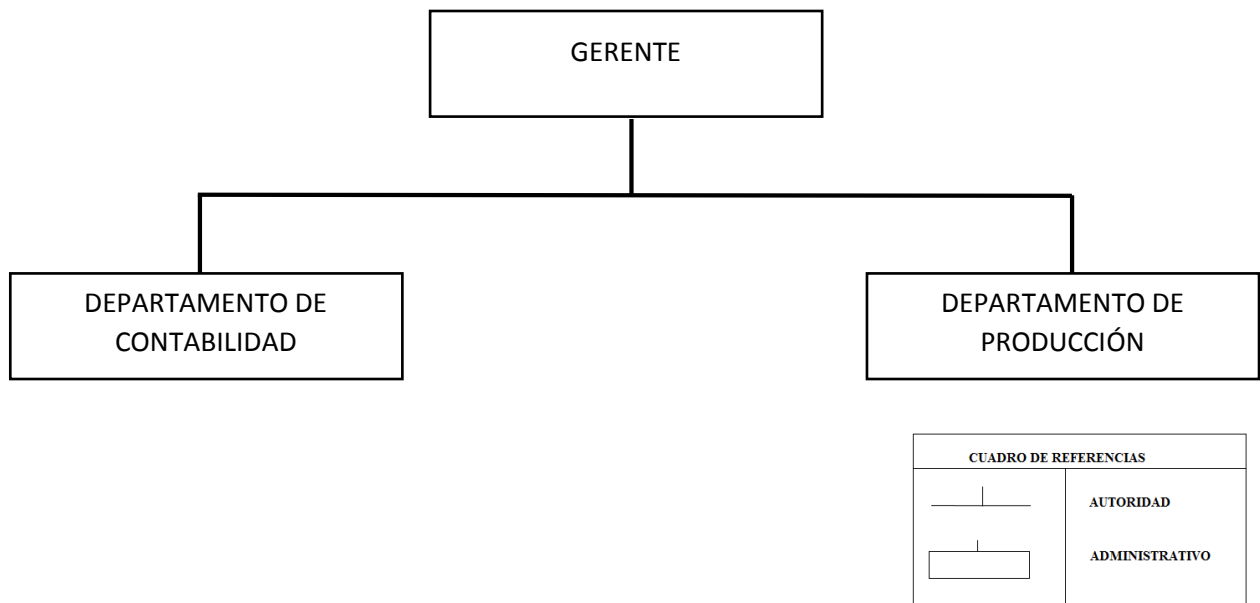 GERENTE
DEPARTAMENTO DE
CONTABILIDAD
DEPARTAMENTO DE
PRODUCCIÓN
CUADRO DE REFERENCIAS
AUTORIDAD
ADMINISTRATIVO